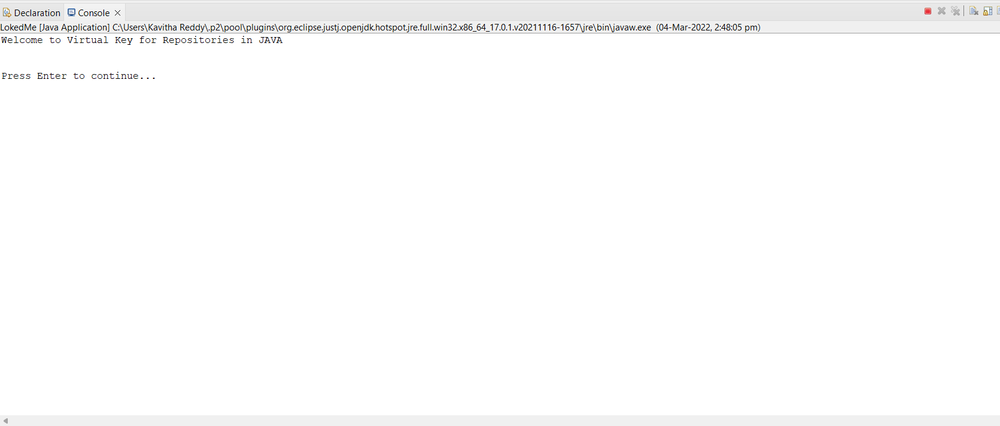 Declaration Console
LokedMe [Java Application] C:\Users\Kavitha Reddy\.p2\pool\plugins\org.eclipse.justj.openjdk.hotspot.jre.full.win32.x86_64_17.0.1.v20211116-1657\jre\bin\javaw.exe (04-Mar-2022, 2:48:05 pm)
Welcome to Virtual Key for Repositories in JAVA
Press Enter to continue...